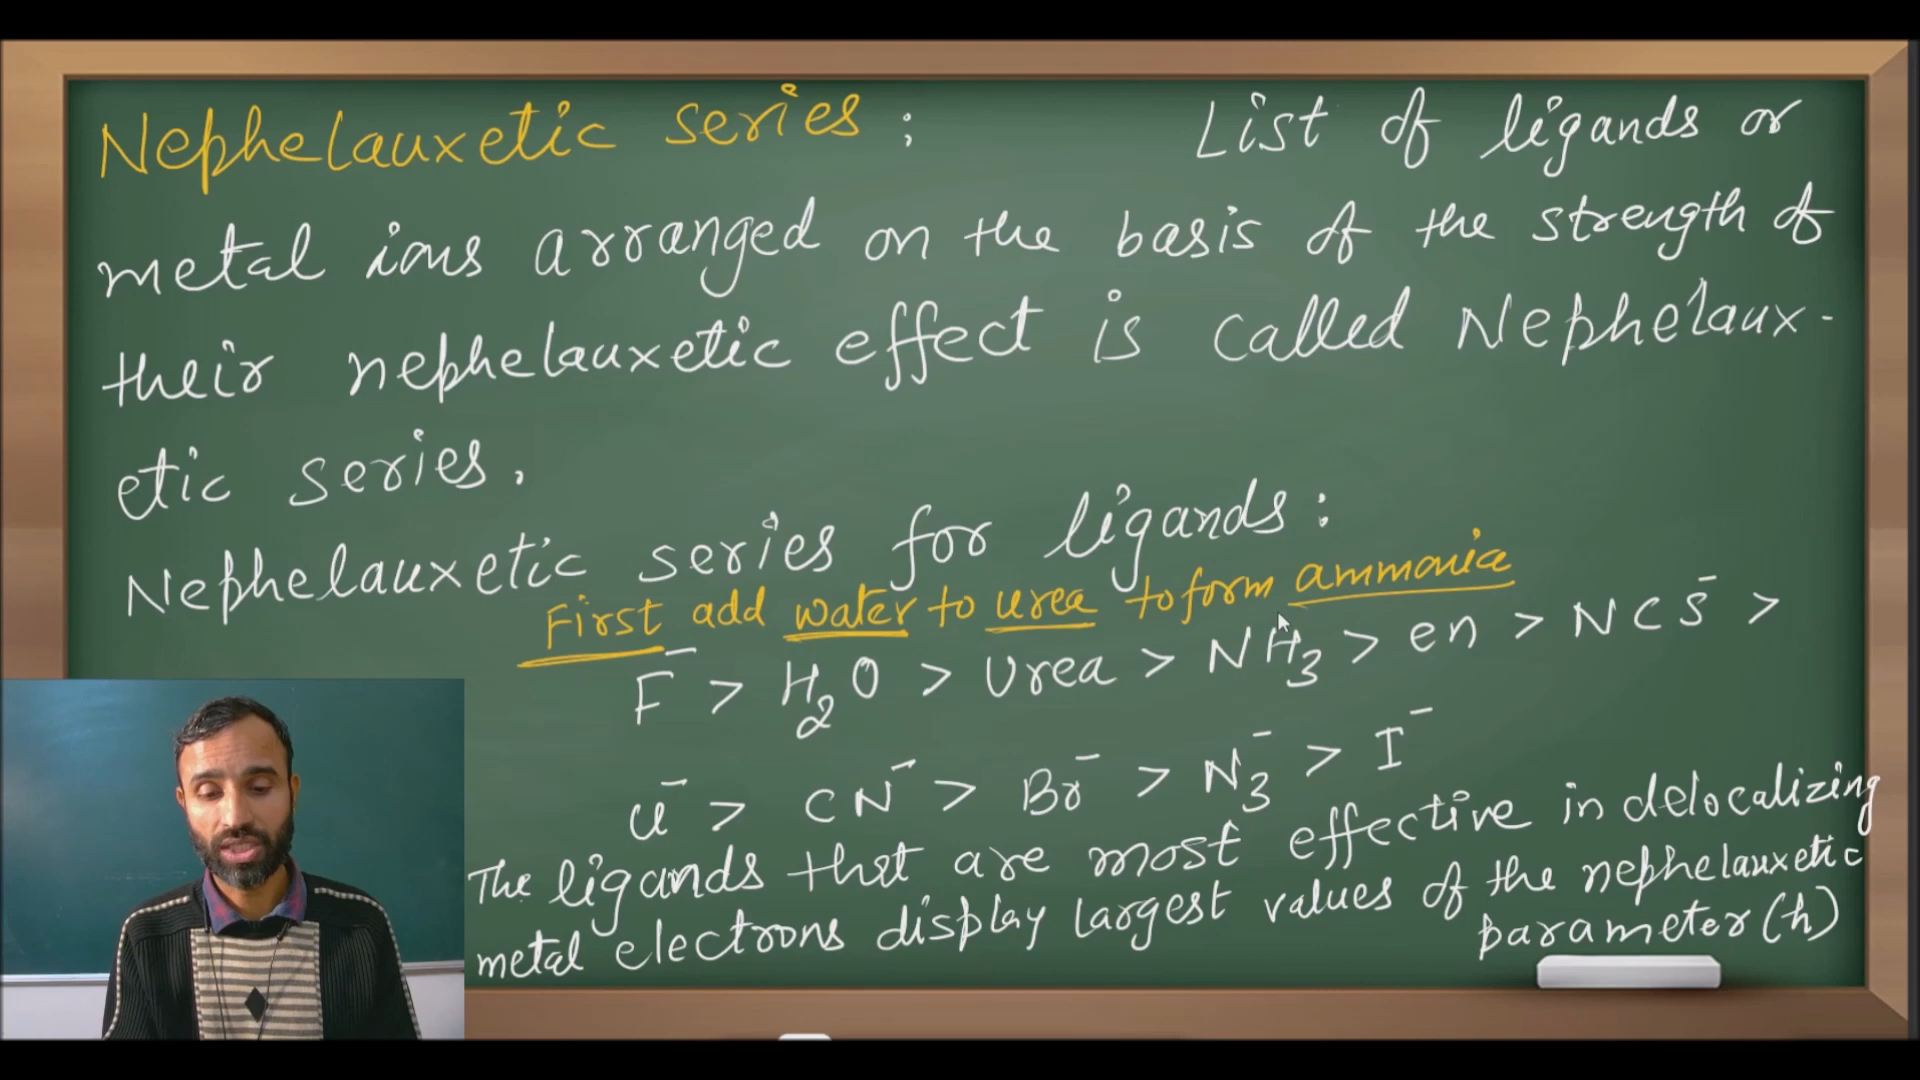 Nephelauxetic series : List of ligands or
metal ions arranged on the basis of the strength of
their nephelauxetic effect is called Nephelaux-
etic series.
Nephelauxetic series for ligands :
First add water to urea to form ammonia
F⁻ > H₂O > Urea > NH₃ > en > NCS⁻ >
Cl⁻ > CN⁻ > Br⁻ > N₃⁻ > I⁻
The ligands that are most effective in delocalizing
metal electrons display largest values of the nephelauxetic
parameter (h)